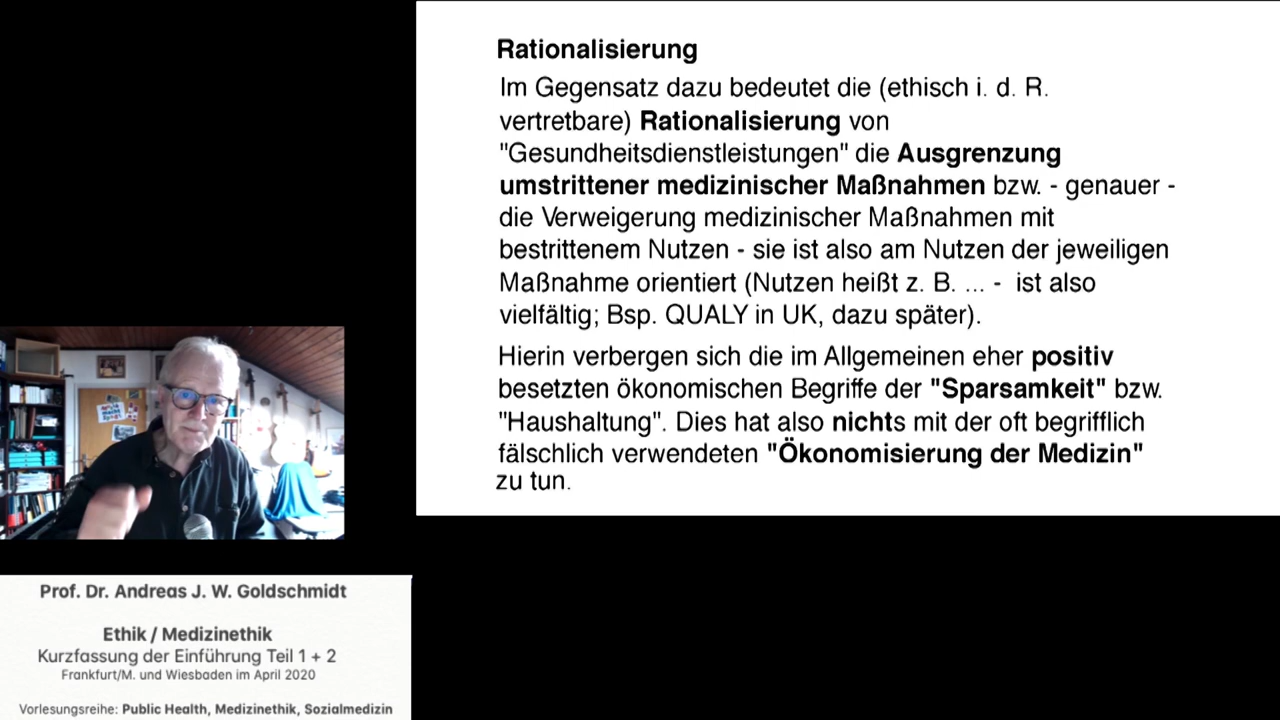 Rationalisierung
Im Gegensatz dazu bedeutet die (ethisch i. d. R.
vertretbare) Rationalisierung von
"Gesundheitsdienstleistungen" die Ausgrenzung
umstrittener medizinischer Maßnahmen bzw. - genauer -
die Verweigerung medizinischer Maßnahmen mit
bestrittenem Nutzen - sie ist also am Nutzen der jeweiligen
Maßnahme orientiert (Nutzen heißt z. B. ... - ist also
vielfältig; Bsp. QUALY in UK, dazu später).
Hierin verbergen sich die im Allgemeinen eher positiv
besetzten ökonomischen Begriffe der "Sparsamkeit" bzw.
"Haushaltung". Dies hat also nichts mit der oft begrifflich
fälschlich verwendeten "Ökonomisierung der Medizin"
zu tun.
Prof. Dr. Andreas J. W. Goldschmidt
Ethik / Medizinethik
Kurzfassung der Einführung Teil 1 + 2
Frankfurt/M. und Wiesbaden im April 2020
Vorlesungsreihe: Public Health, Medizinethik, Sozialmedizin